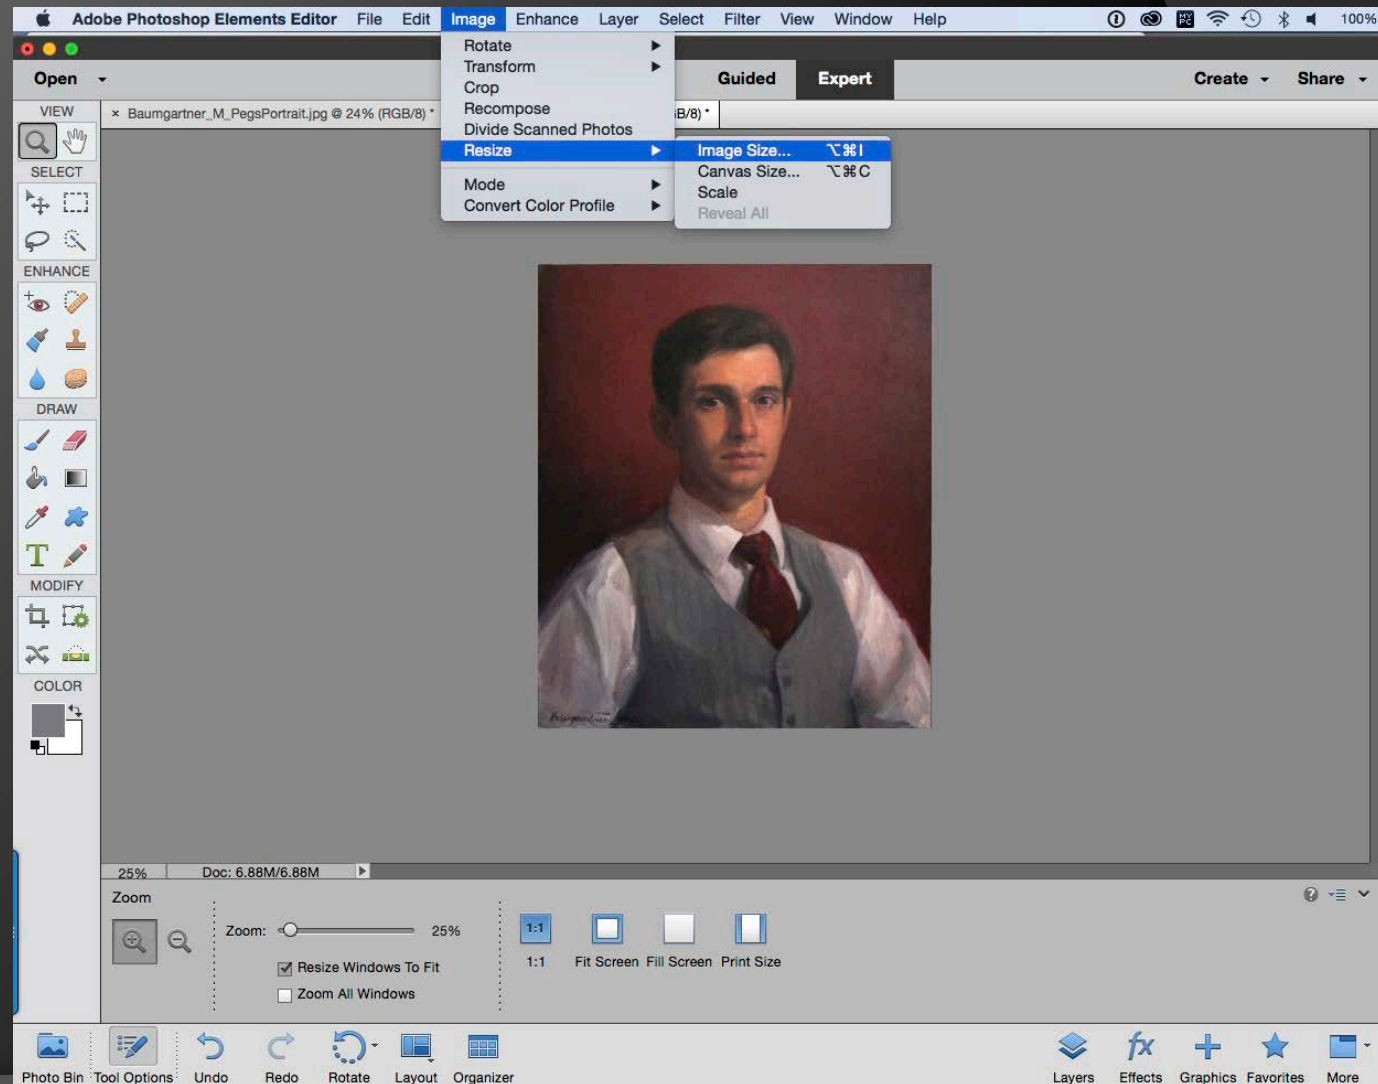 Adobe Photoshop Elements Editor File Edit Image Enhance Layer Select Filter View Window Help 100%
Open Guided Expert Create Share
× Baumgartner_M_PegsPortrait.jpg @ 24% (RGB/8) * B/8) *
Rotate
Transform
Crop
Recompose
Divide Scanned Photos
Resize
Mode
Convert Color Profile
Image Size... ⌥⌘I
Canvas Size... ⌥⌘C
Scale
Reveal All
VIEW
SELECT
ENHANCE
DRAW
T
MODIFY
COLOR
25% Doc: 6.88M/6.88M
Zoom
Zoom: 25%
Resize Windows To Fit
Zoom All Windows
1:1
1:1 Fit Screen Fill Screen Print Size
Photo Bin Tool Options Undo Redo Rotate Layout Organizer fx Layers Effects Graphics Favorites More